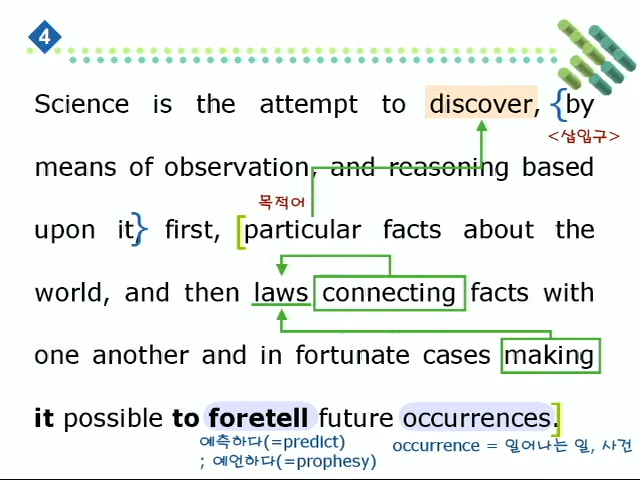 4
Science is the attempt to discover, {by
<삽입구>
means of observation, and reasoning based
목적어
upon it,} first, [particular facts about the
world, and then laws connecting facts with
one another and in fortunate cases making
it possible to foretell future occurrences.]
예측하다(=predict)
; 예언하다(=prophesy)
occurrence = 일어나는 일, 사건